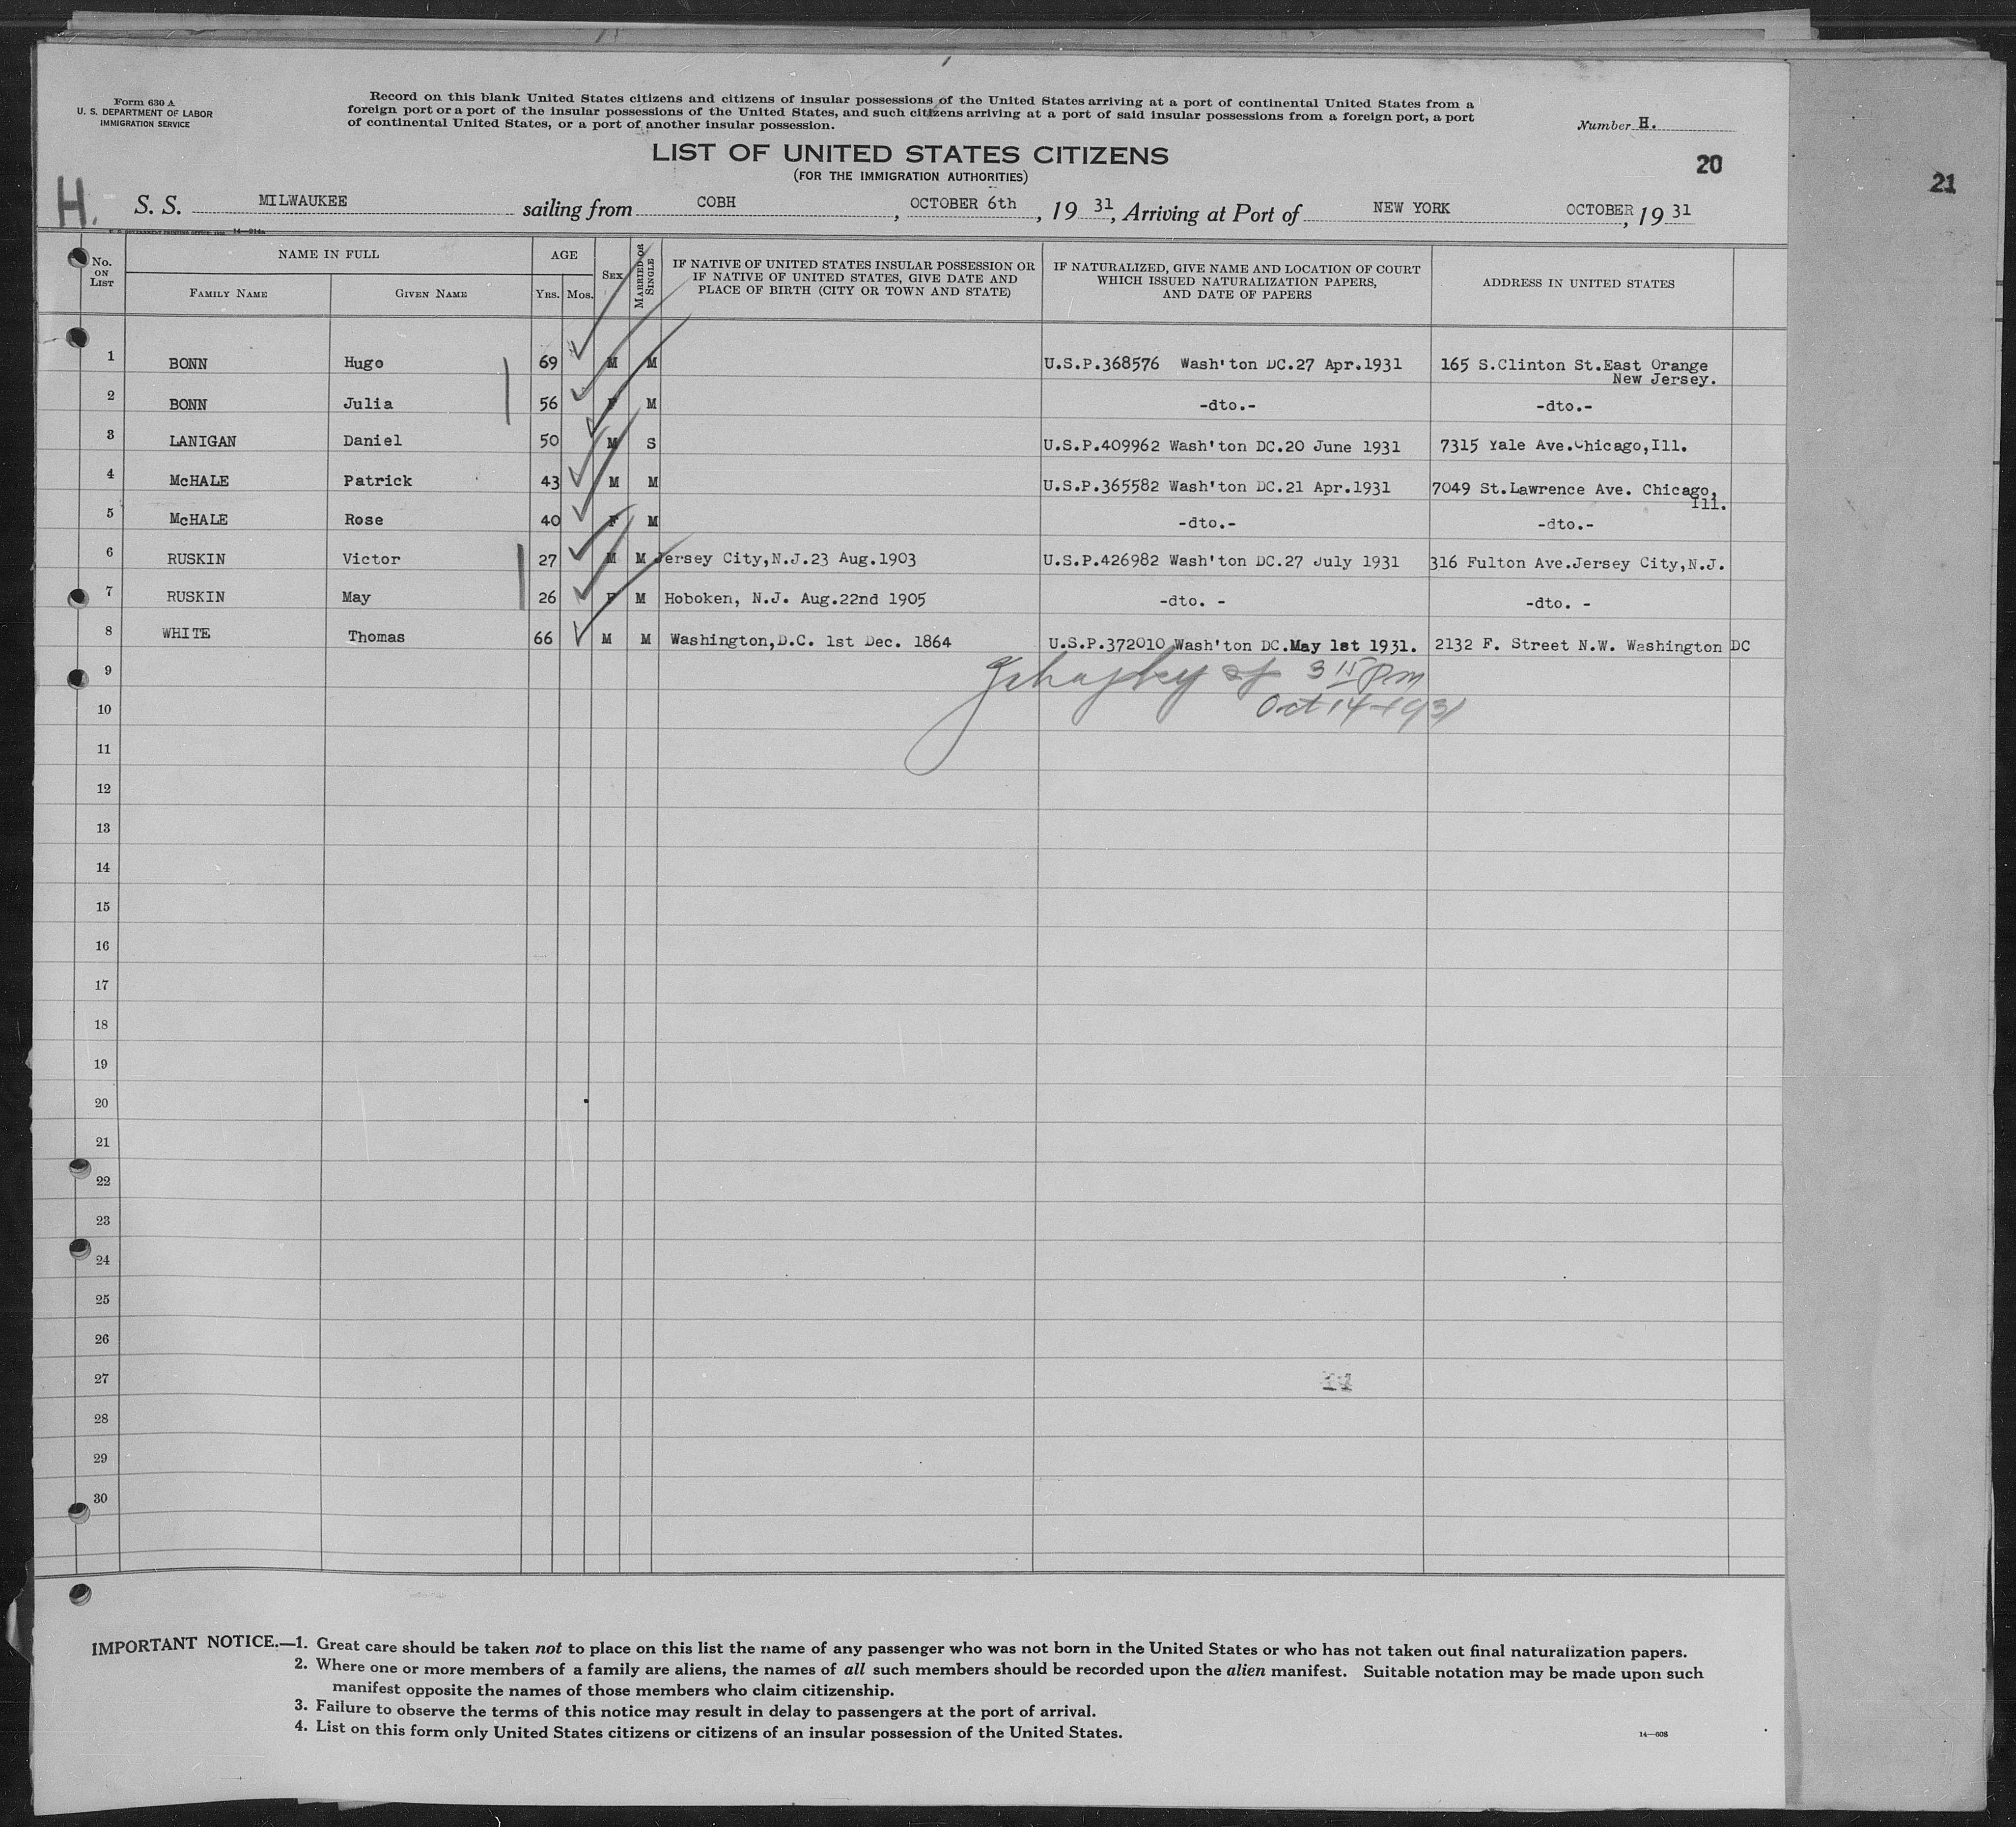 Form 630 A
U. S. DEPARTMENT OF LABOR
IMMIGRATION SERVICE
Record on this blank United States citizens and citizens of insular possessions of the United States arriving at a port of continental United States from a
foreign port or a port of the insular possessions of the United States, and such citizens arriving at a port of said insular possessions from a foreign port, a port
of continental United States, or a port of another insular possession.
Number H.
LIST OF UNITED STATES CITIZENS
(FOR THE IMMIGRATION AUTHORITIES)
20
21
H. S. S. MILWAUKEE sailing from COBH, OCTOBER 6th, 19 31, Arriving at Port of NEW YORK OCTOBER, 19 31
No. ON LIST NAME IN FULL AGE SEX MARRIED OR SINGLE IF NATIVE OF UNITED STATES INSULAR POSSESSION OR IF NATIVE OF UNITED STATES, GIVE DATE AND PLACE OF BIRTH (CITY OR TOWN AND STATE) IF NATURALIZED, GIVE NAME AND LOCATION OF COURT WHICH ISSUED NATURALIZATION PAPERS, AND DATE OF PAPERS ADDRESS IN UNITED STATES
FAMILY NAME GIVEN NAME YRS. MOS.
1 BONN Hugo 69 M M U.S.P.368576 Wash'ton DC.27 Apr.1931 165 S.Clinton St.East Orange
New Jersey.
2 BONN Julia 56 F M -dto.- -dto.-
3 LANIGAN Daniel 50 M S U.S.P.409962 Wash'ton DC.20 June 1931 7315 Yale Ave.Chicago,Ill.
4 McHALE Patrick 43 M M U.S.P.365582 Wash'ton DC.21 Apr.1931 7049 St.Lawrence Ave. Chicago,
Ill.
5 McHALE Rose 40 F M -dto.- -dto.-
6 RUSKIN Victor 27 M M Jersey City,N.J.23 Aug.1903 U.S.P.426982 Wash'ton DC.27 July 1931 316 Fulton Ave.Jersey City,N.J.
7 RUSKIN May 26 F M Hoboken, N.J. Aug.22nd 1905 -dto. - -dto. -
8 WHITE Thomas 66 M M Washington,D.C. 1st Dec. 1864 U.S.P.372010 Wash'ton DC.May 1st 1931. 2132 F. Street N.W. Washington DC
9 3 15 Pm
10 Oct 14-1931
11
12
13
14
15
16
17
18
19
20
21
22
23
24
25
26
27
28
29
30
IMPORTANT NOTICE.—1. Great care should be taken not to place on this list the name of any passenger who was not born in the United States or who has not taken out final naturalization papers.
2. Where one or more members of a family are aliens, the names of all such members should be recorded upon the alien manifest. Suitable notation may be made upon such
manifest opposite the names of those members who claim citizenship.
3. Failure to observe the terms of this notice may result in delay to passengers at the port of arrival.
4. List on this form only United States citizens or citizens of an insular possession of the United States.
14—608